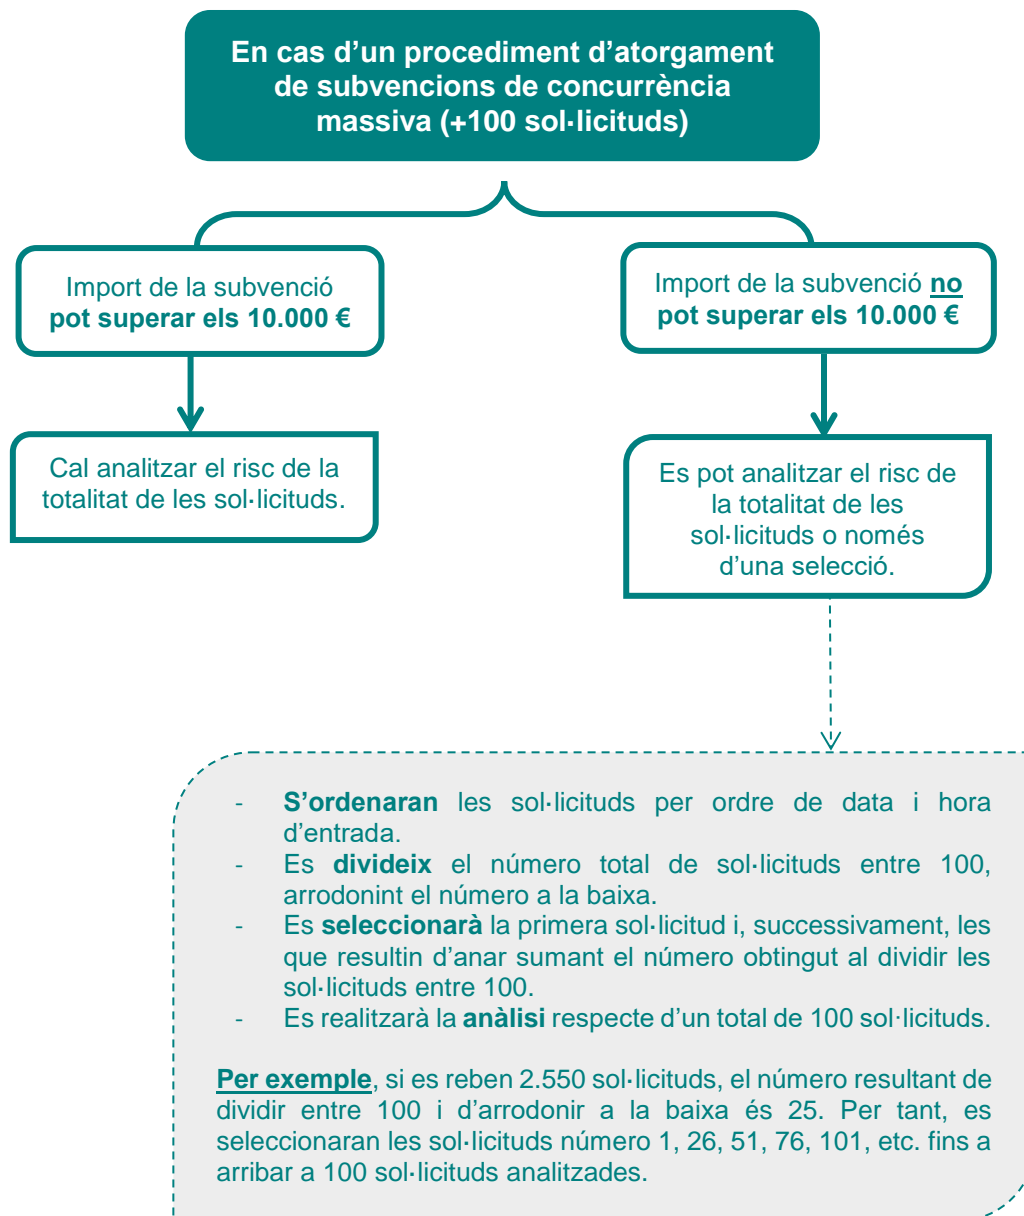 En cas d’un procediment d’atorgament
de subvencions de concurrència
massiva (+100 sol·licituds)
Import de la subvenció
pot superar els 10.000 €
Import de la subvenció no
pot superar els 10.000 €
Cal analitzar el risc de la
totalitat de les sol·licituds.
Es pot analitzar el risc de
la totalitat de les
sol·licituds o només
d’una selecció.
- S’ordenaran les sol·licituds per ordre de data i hora
d’entrada.
- Es divideix el número total de sol·licituds entre 100,
arrodonint el número a la baixa.
- Es seleccionarà la primera sol·licitud i, successivament, les
que resultin d’anar sumant el número obtingut al dividir les
sol·licituds entre 100.
- Es realitzarà la anàlisi respecte d’un total de 100 sol·licituds.
Per exemple, si es reben 2.550 sol·licituds, el número resultant de
dividir entre 100 i d’arrodonir a la baixa és 25. Per tant, es
seleccionaran les sol·licituds número 1, 26, 51, 76, 101, etc. fins a
arribar a 100 sol·licituds analitzades.